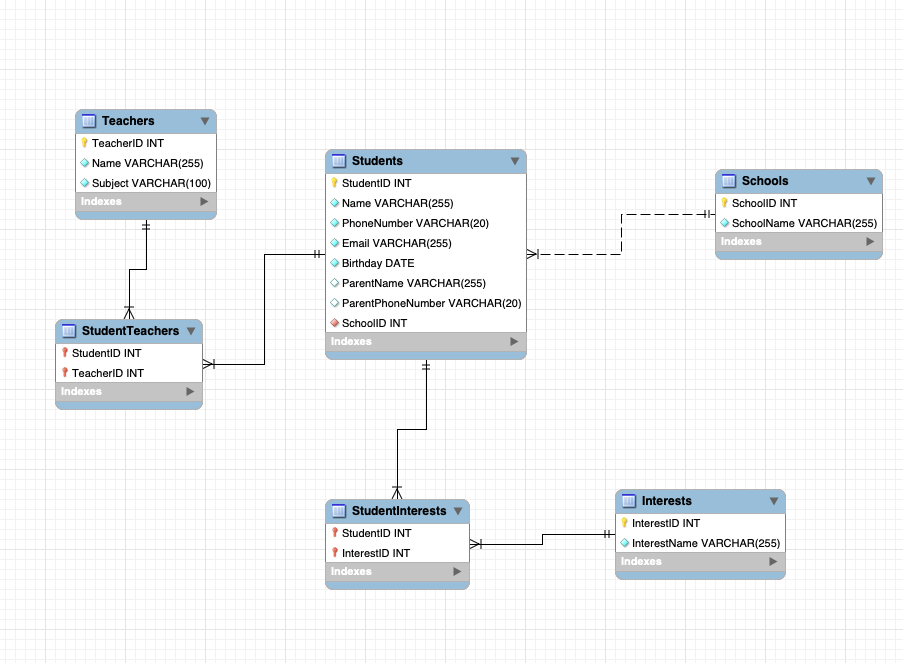 Teachers
TeacherID INT
Name VARCHAR(255)
Subject VARCHAR(100)
Indexes
Students
StudentID INT
Name VARCHAR(255)
PhoneNumber VARCHAR(20)
Email VARCHAR(255)
Birthday DATE
ParentName VARCHAR(255)
ParentPhoneNumber VARCHAR(20)
SchoolID INT
Indexes
Schools
SchoolID INT
SchoolName VARCHAR(255)
Indexes
StudentTeachers
StudentID INT
TeacherID INT
Indexes
StudentInterests
StudentID INT
InterestID INT
Indexes
Interests
InterestID INT
InterestName VARCHAR(255)
Indexes